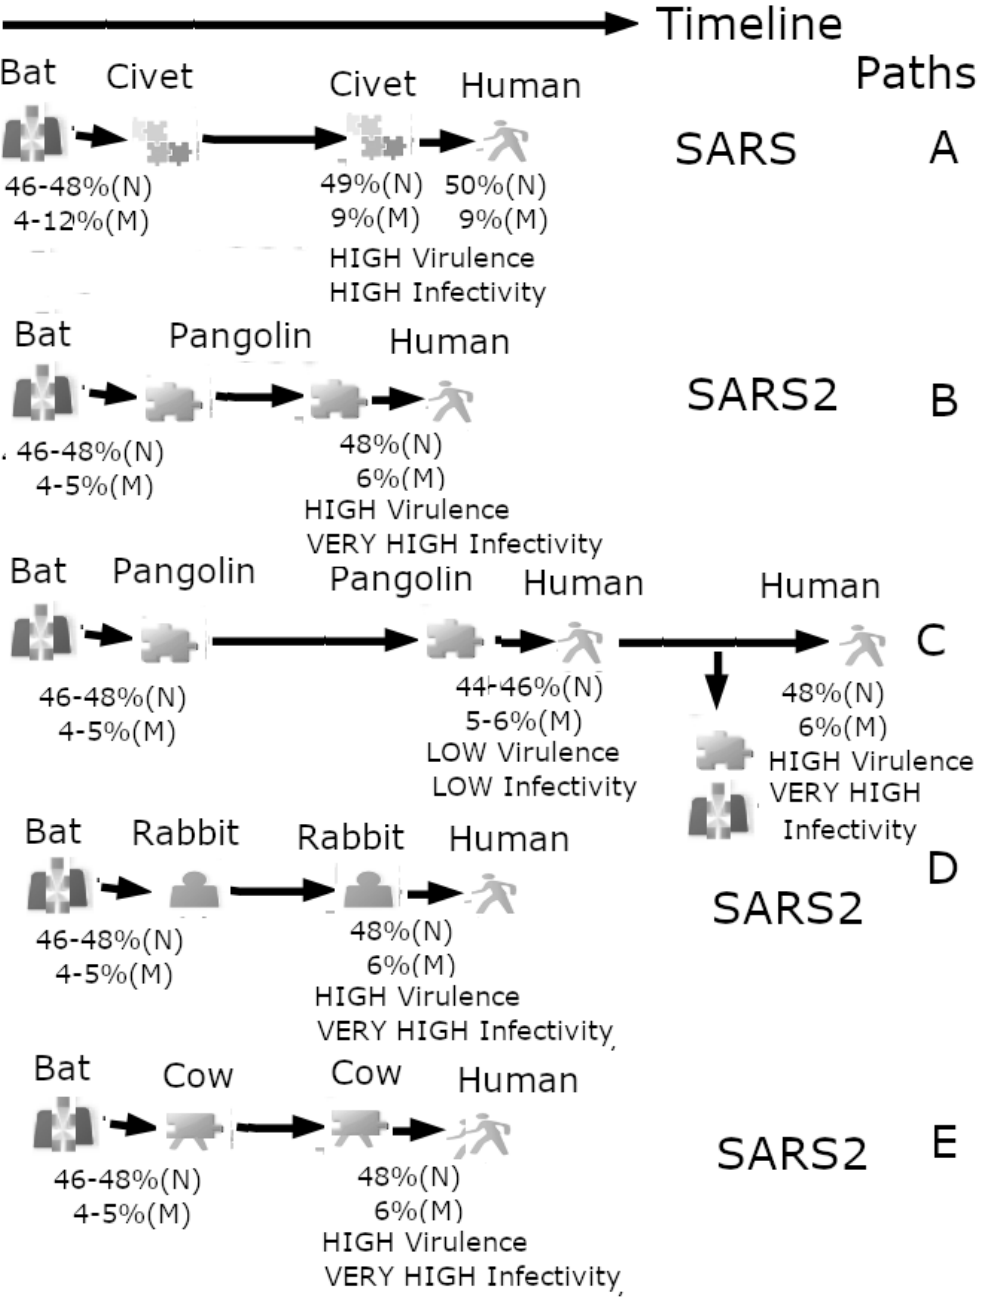 Timeline
Paths
Bat Civet Civet Human
SARS A
46-48%(N) 49%(N) 50%(N)
4-12%(M) 9%(M) 9%(M)
HIGH Virulence
HIGH Infectivity
Bat Pangolin Human
SARS2 B
46-48%(N) 48%(N)
4-5%(M) 6%(M)
HIGH Virulence
VERY HIGH Infectivity
Bat Pangolin Pangolin Human Human
C
46-48%(N) 44-46%(N) 48%(N)
4-5%(M) 5-6%(M) 6%(M)
LOW Virulence HIGH Virulence
LOW Infectivity VERY HIGH
Infectivity
Bat Rabbit Rabbit Human
D
SARS2
46-48%(N) 48%(N)
4-5%(M) 6%(M)
HIGH Virulence
VERY HIGH Infectivity
Bat Cow Cow Human
SARS2 E
46-48%(N) 48%(N)
4-5%(M) 6%(M)
HIGH Virulence
VERY HIGH Infectivity